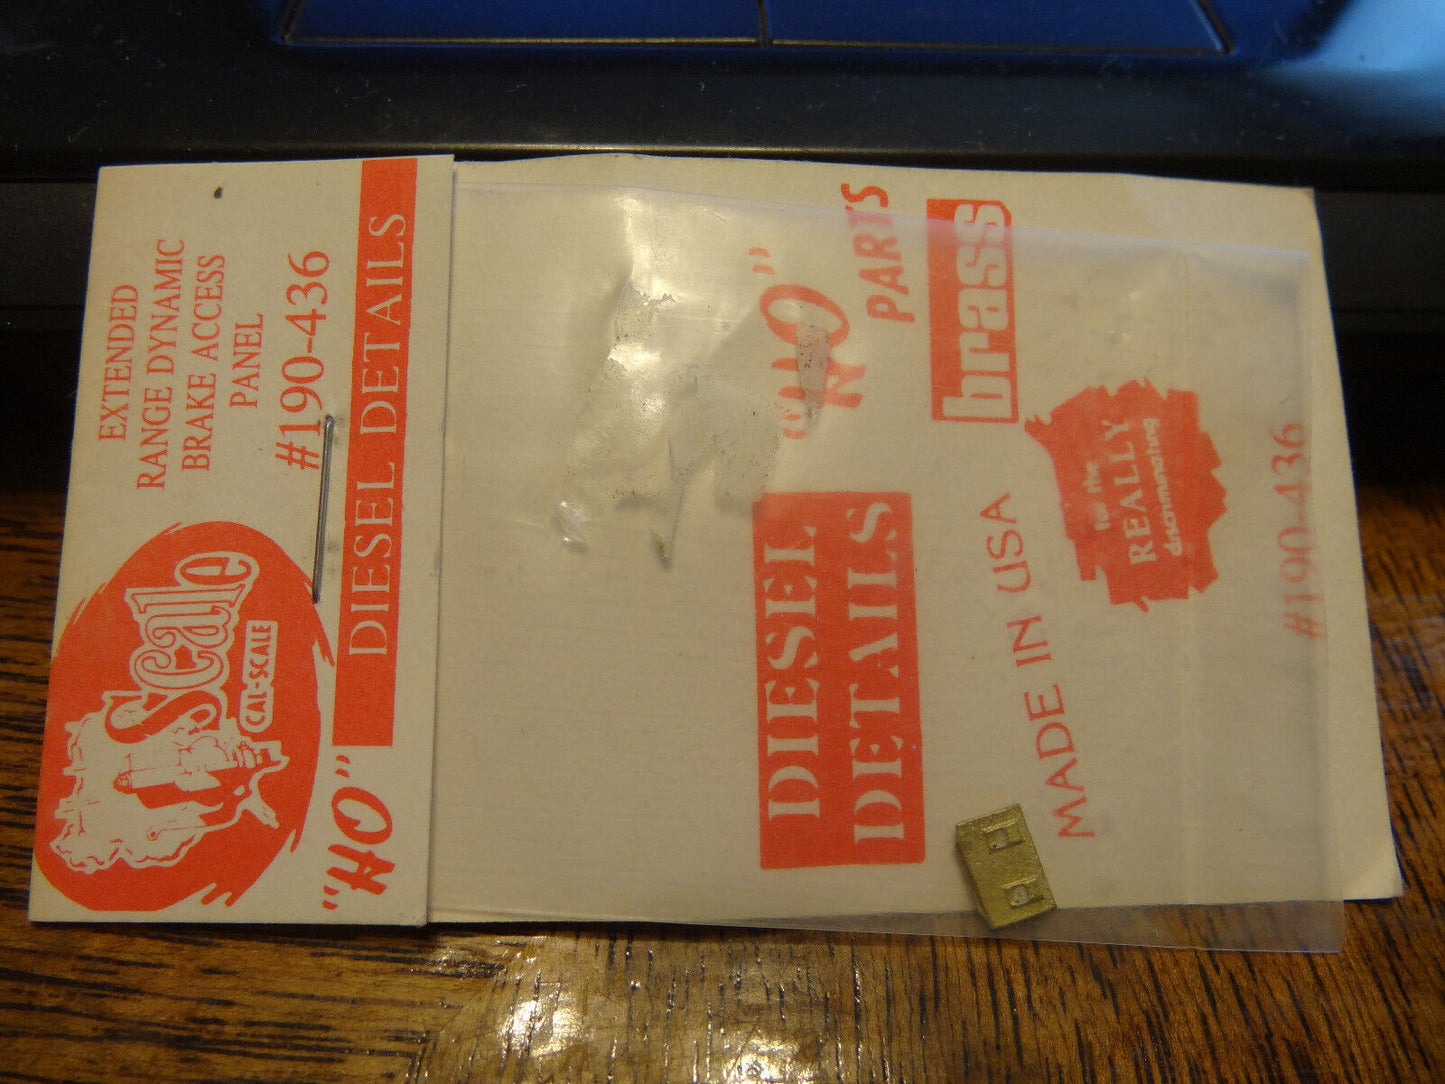 EXTENDED
RANGE DYNAMIC
BRAKE ACCESS
PANEL
#190-436
Scale
CAL-SCALE
"HO"
DIESEL DETAILS
"HO"
PARTS
DIESEL
DETAILS
brass
MADE IN USA
for the
REALLY
discriminating
#190-436